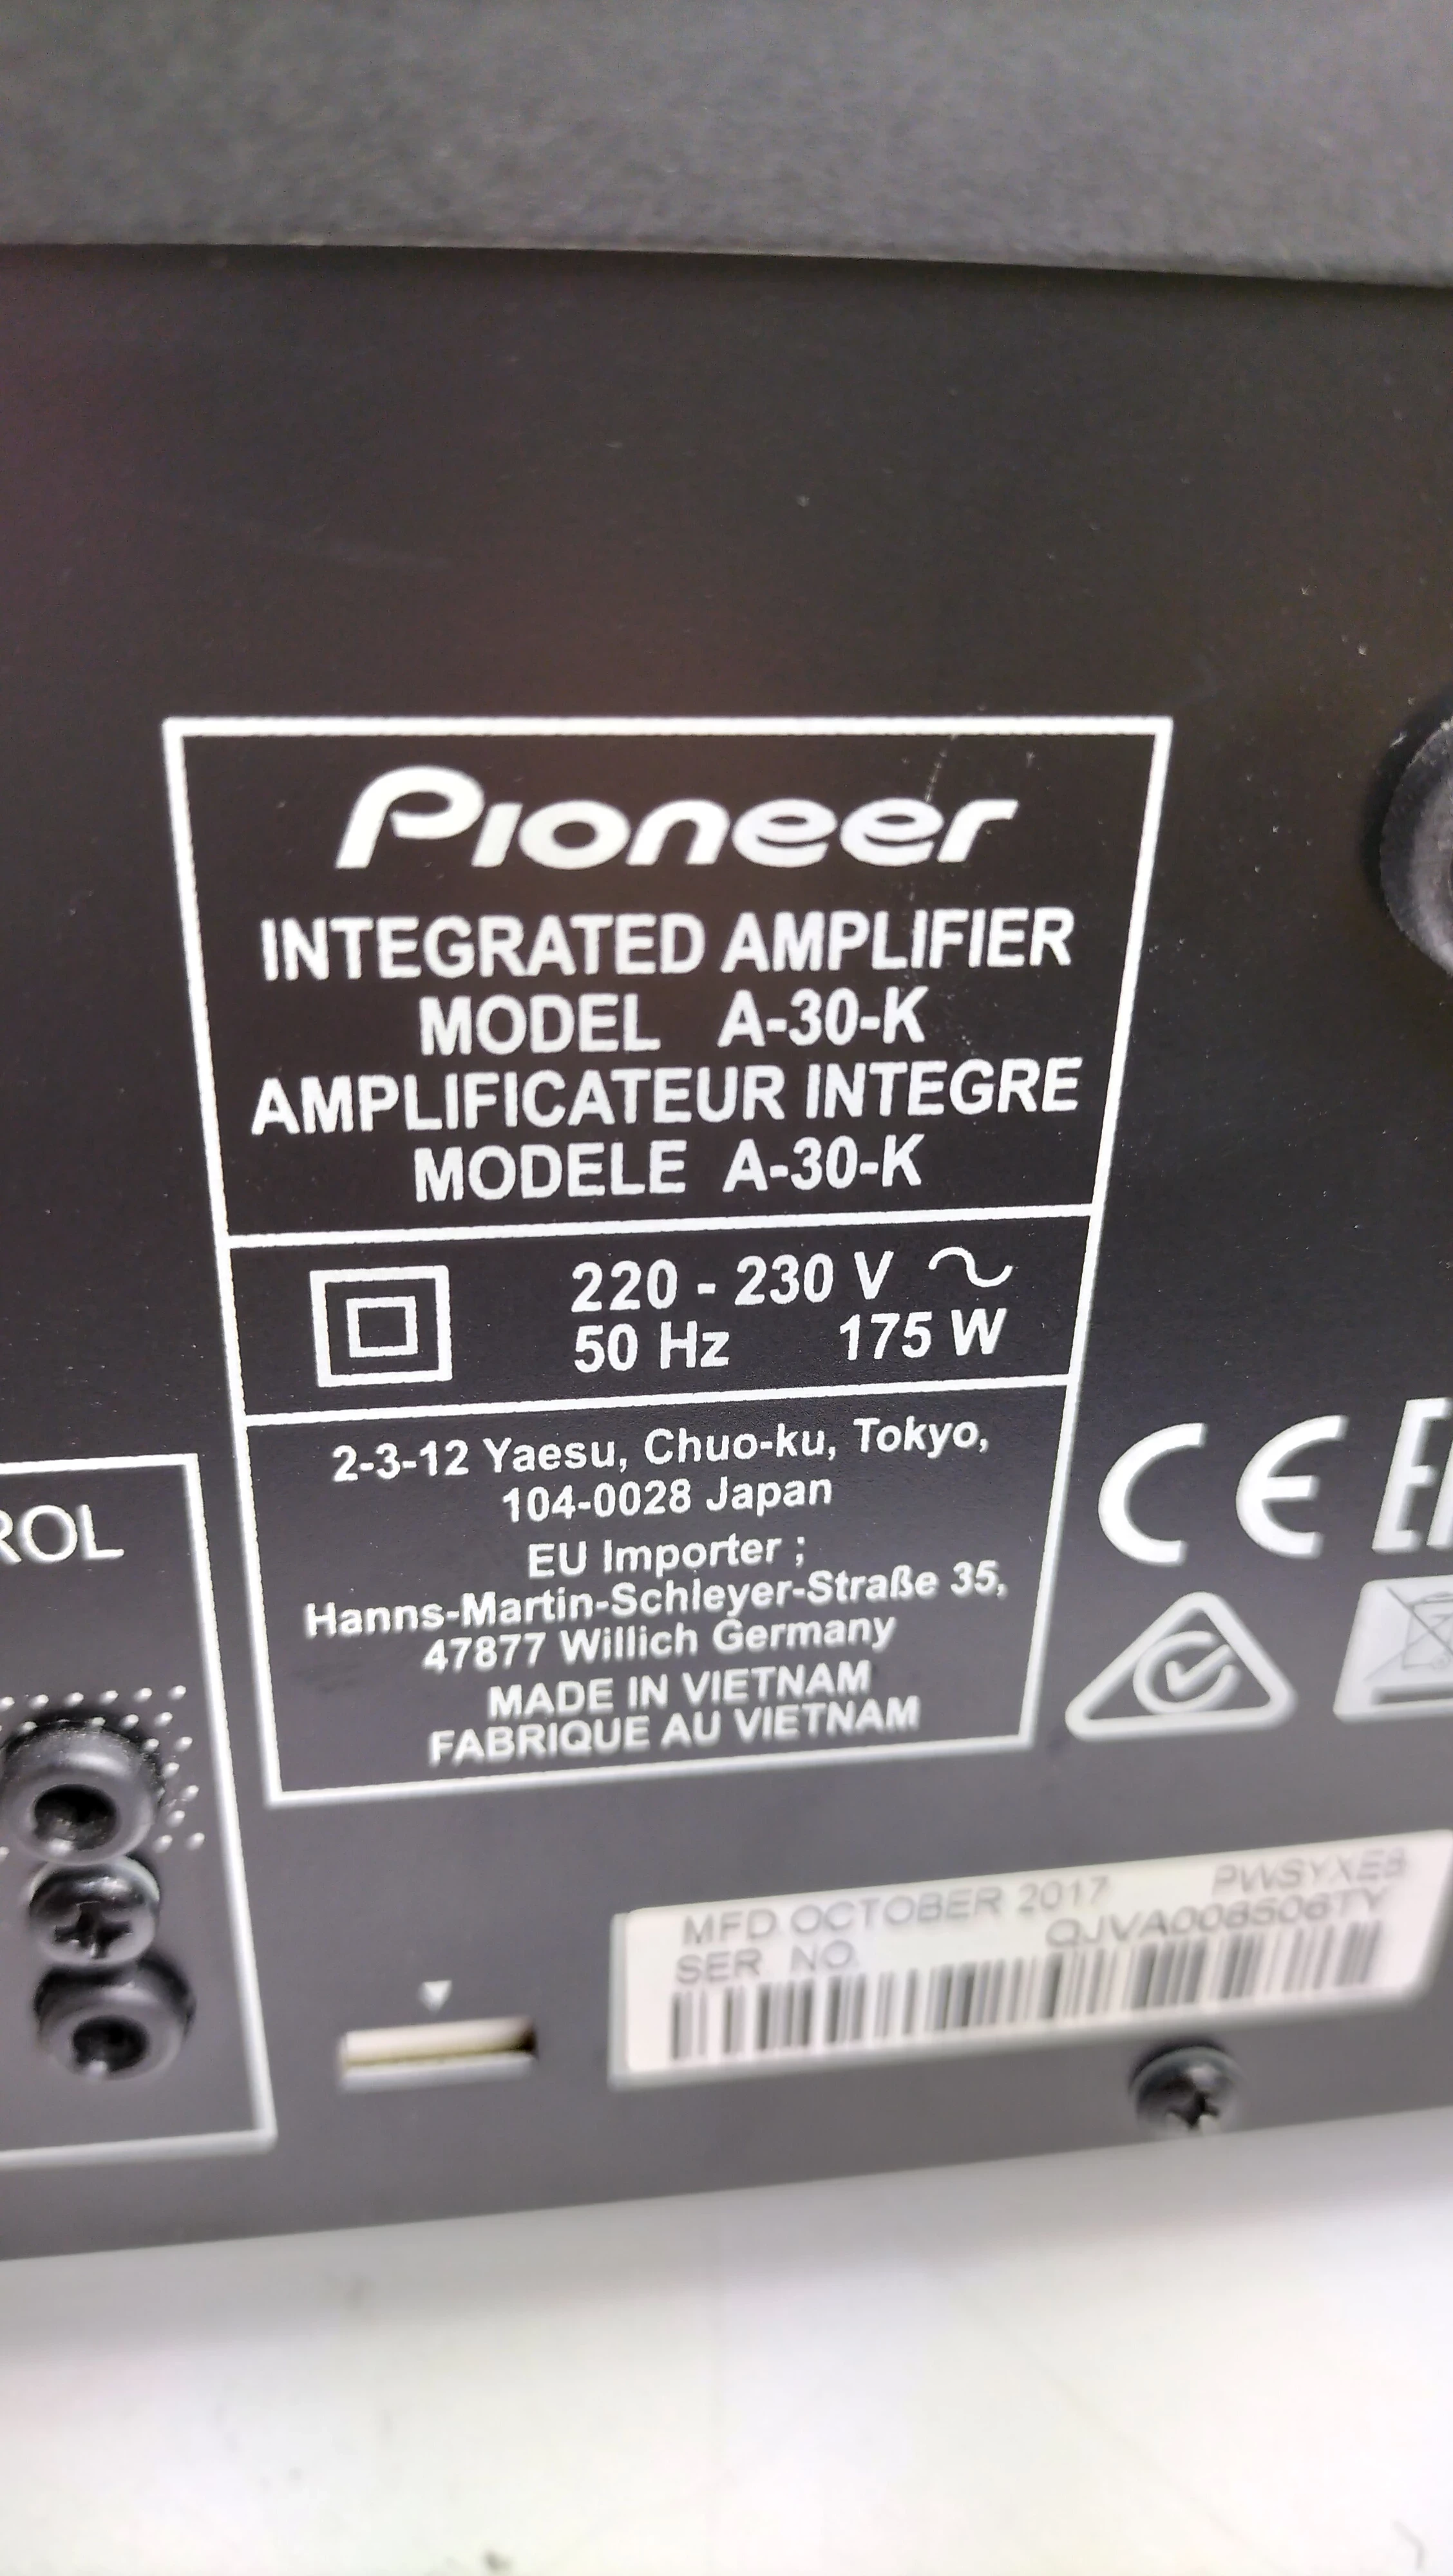 Pioneer
INTEGRATED AMPLIFIER
MODEL A-30-K
AMPLIFICATEUR INTEGRE
MODELE A-30-K
220 - 230 V ~
50 Hz 175 W
2-3-12 Yaesu, Chuo-ku, Tokyo,
104-0028 Japan
EU Importer ;
Hanns-Martin-Schleyer-Straße 35,
47877 Willich Germany
MADE IN VIETNAM
FABRIQUE AU VIETNAM
CE
ROL
MFD OCTOBER 2017
SER. NO.